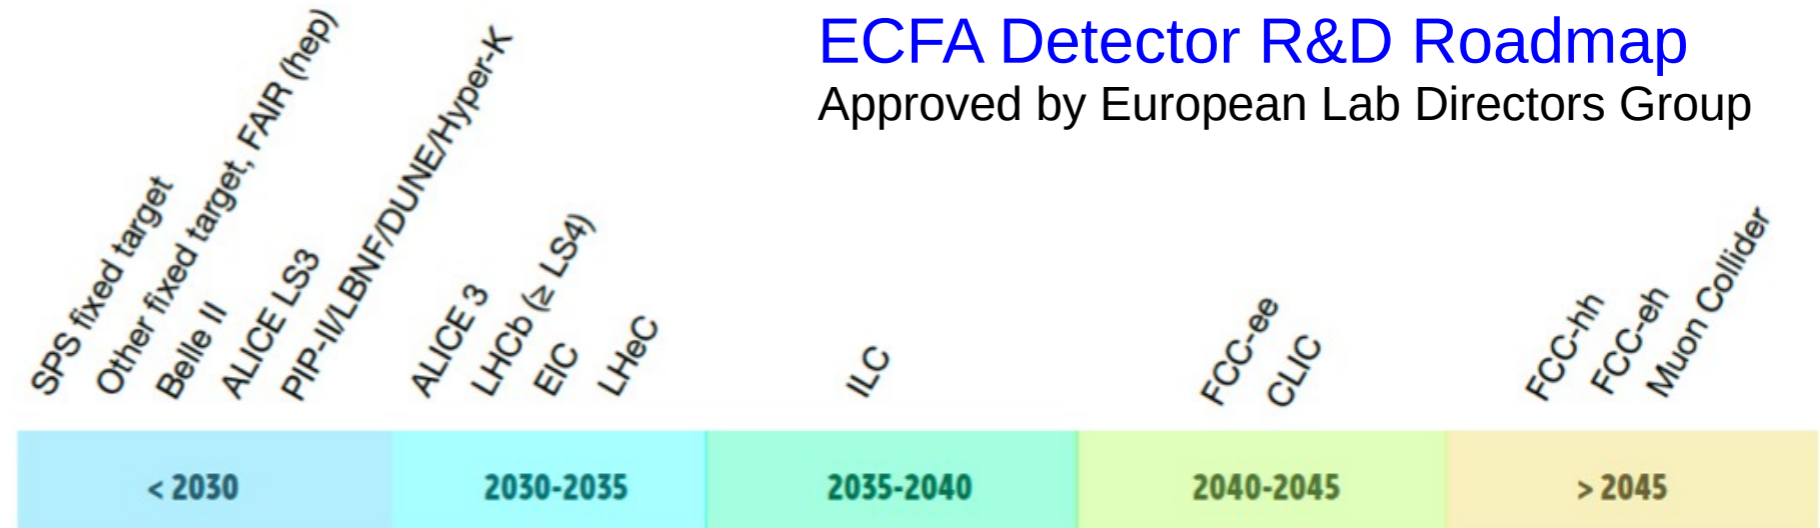 ECFA Detector R&D Roadmap
Approved by European Lab Directors Group
SPS fixed target
Other fixed target, FAIR (hep)
Belle II
ALICE LS3
PIP-II/LBNF/DUNE/Hyper-K
ALICE 3
LHCb (≥ LS4)
EIC
LHeC
ILC
FCC-ee
CLIC
FCC-hh
FCC-eh
Muon Collider
< 2030
2030-2035
2035-2040
2040-2045
> 2045